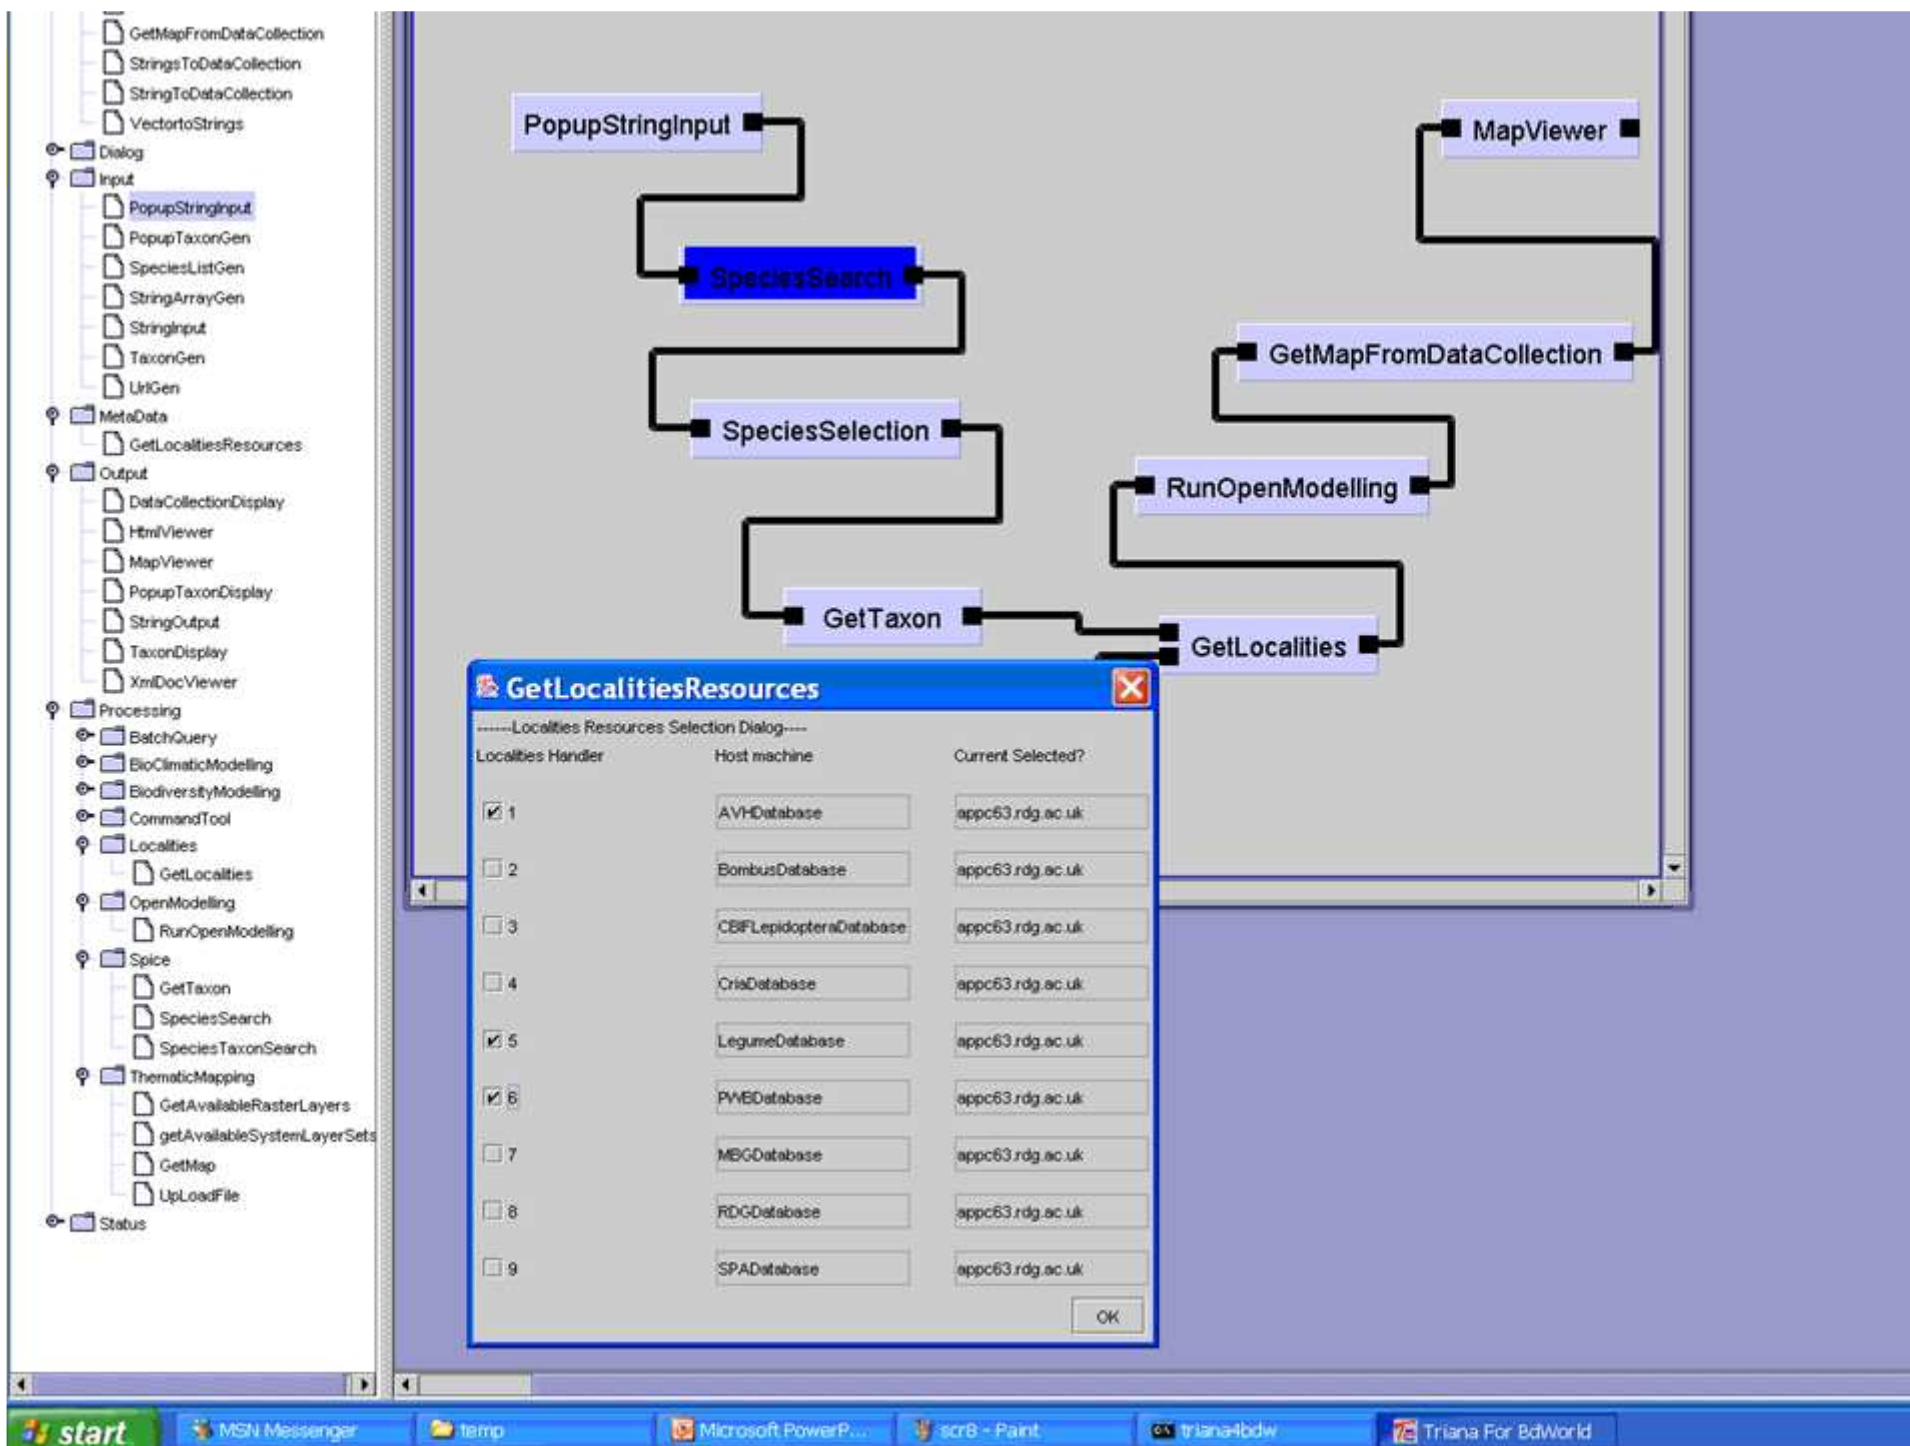 GetMapFromDataCollection
StringsToDataCollection
StringToDataCollection
VectortoStrings
Dialog
Input
PopupStringInput
PopupTaxonGen
SpeciesListGen
StringArrayGen
StringInput
TaxonGen
UrlGen
MetaData
GetLocalitiesResources
Output
DataCollectionDisplay
HtmlViewer
MapViewer
PopupTaxonDisplay
StringOutput
TaxonDisplay
XmlDocViewer
Processing
BatchQuery
BioClimaticModelling
BiodiversityModelling
CommandTool
Localities
GetLocalities
OpenModelling
RunOpenModelling
Spice
GetTaxon
SpeciesSearch
SpeciesTaxonSearch
ThematicMapping
GetAvailableRasterLayers
getAvailableSystemLayerSets
GetMap
UpLoadFile
Status
PopupStringInput
MapViewer
SpeciesSearch
GetMapFromDataCollection
SpeciesSelection
RunOpenModelling
GetTaxon
GetLocalities
GetLocalitiesResources
------Localities Resources Selection Dialog----
Localities Handler Host machine Current Selected?
1 AVHDatabase appc63.rdg.ac.uk
2 BombusDatabase appc63.rdg.ac.uk
3 CBIFLepidopteraDatabase appc63.rdg.ac.uk
4 CriaDatabase appc63.rdg.ac.uk
5 LegumeDatabase appc63.rdg.ac.uk
6 PWBDatabase appc63.rdg.ac.uk
7 MBGDatabase appc63.rdg.ac.uk
8 RDGDatabase appc63.rdg.ac.uk
9 SPADatabase appc63.rdg.ac.uk
OK
start MSN Messenger temp Microsoft PowerP... scr8 - Paint triana4bdw Triana For BdWorld